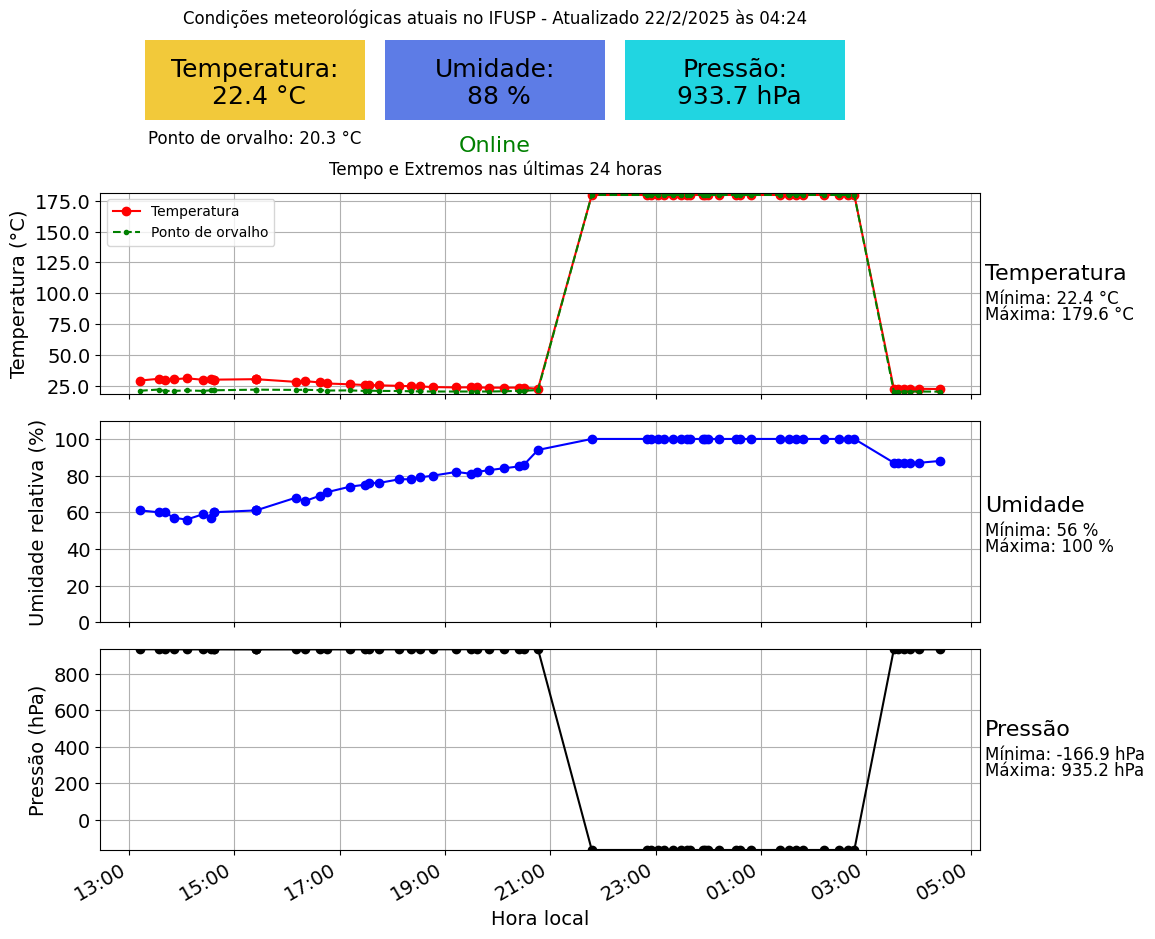 Condições meteorológicas atuais no IFUSP - Atualizado 22/2/2025 às 04:24
Temperatura:
22.4 °C
Umidade:
88 %
Pressão:
933.7 hPa
Ponto de orvalho: 20.3 °C
Online
Tempo e Extremos nas últimas 24 horas
Temperatura (°C)
175.0
150.0
125.0
100.0
75.0
50.0
25.0
Temperatura
Ponto de orvalho
Temperatura
Mínima: 22.4 °C
Máxima: 179.6 °C
Umidade relativa (%)
100
80
60
40
20
0
Umidade
Mínima: 56 %
Máxima: 100 %
Pressão (hPa)
800
600
400
200
0
Pressão
Mínima: -166.9 hPa
Máxima: 935.2 hPa
13:00 15:00 17:00 19:00 21:00 23:00 01:00 03:00 05:00
Hora local